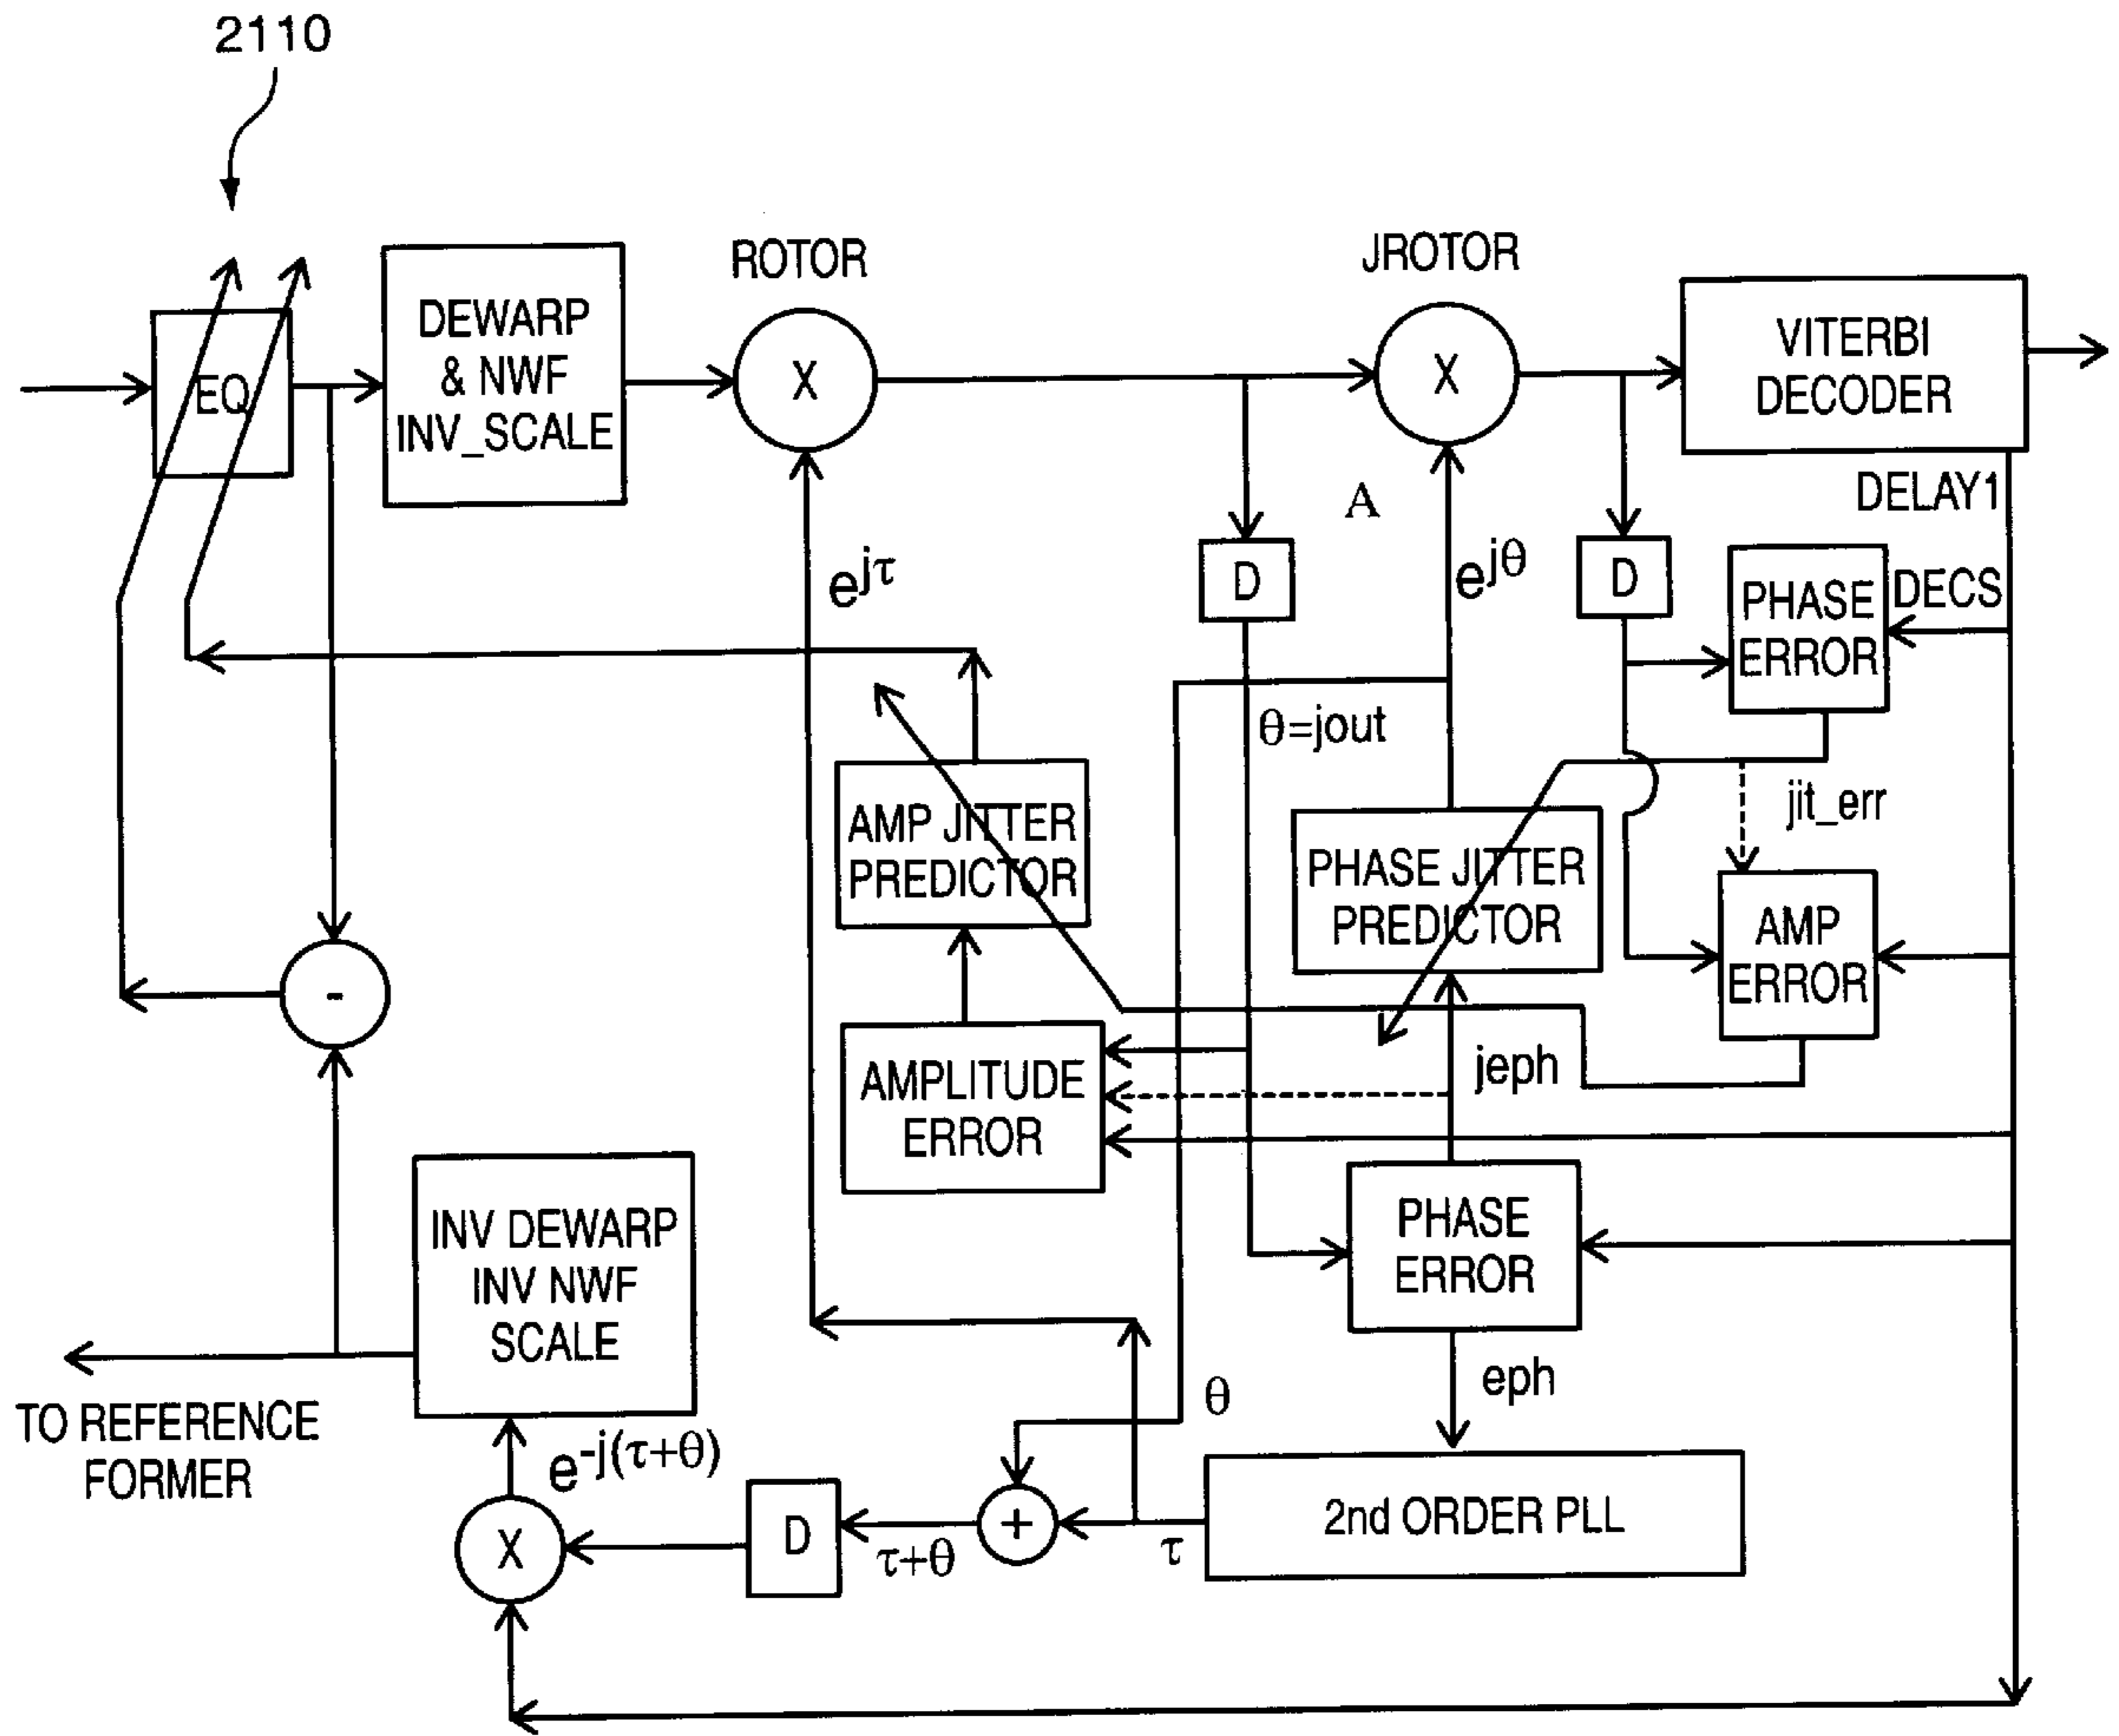 2110
ROTOR
JROTOR
EQ
DEWARP
& NWF
INV_SCALE
X
X
VITERBI
DECODER
DELAY1
A
e^jτ
D
e^jθ
D
PHASE
ERROR
DECS
θ=jout
jit_err
AMP JITTER
PREDICTOR
PHASE JITTER
PREDICTOR
AMP
ERROR
-
jeph
AMPLITUDE
ERROR
INV DEWARP
INV NWF
SCALE
PHASE
ERROR
eph
θ
TO REFERENCE
FORMER
e^-j(τ+θ)
X
D
τ+θ
+
τ
2nd ORDER PLL